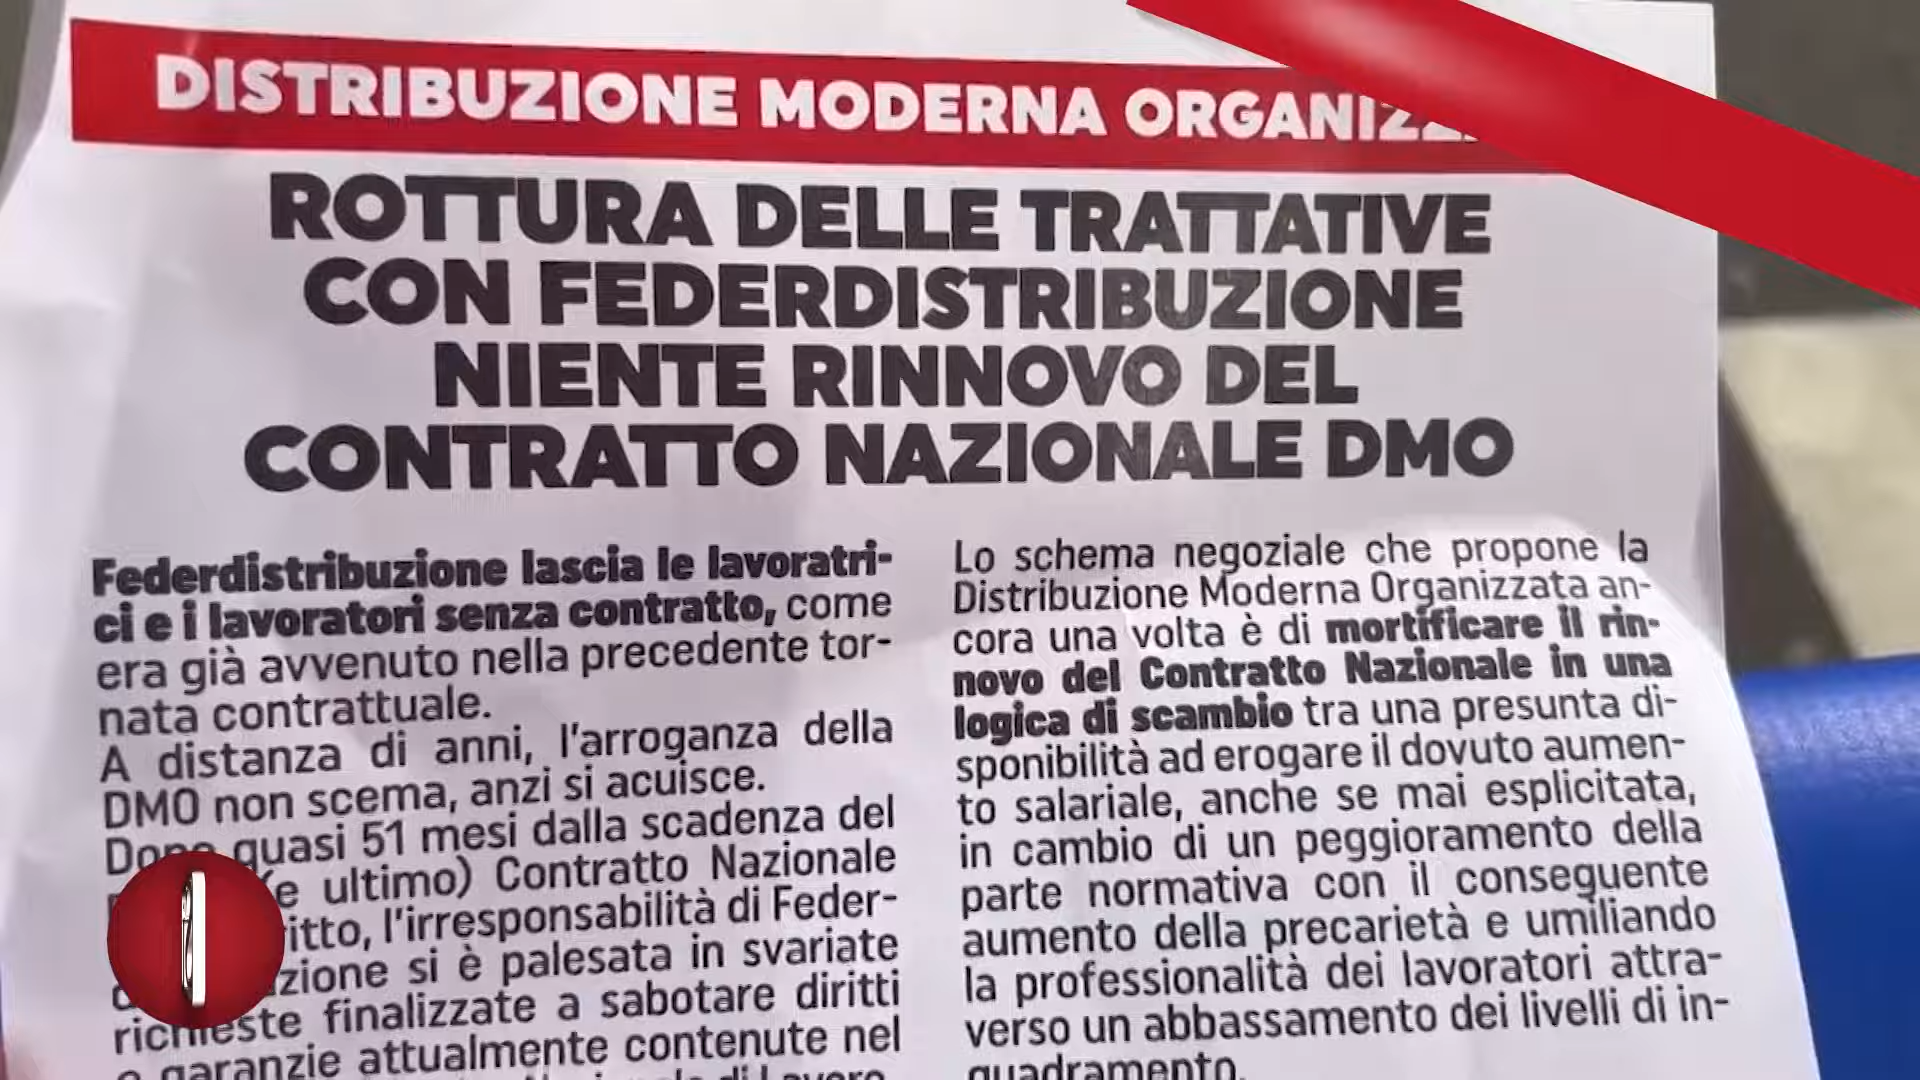 DISTRIBUZIONE MODERNA
ROTTURA DELLE TRATTATIVE
CON FEDERDISTRIBUZIONE
NIENTE RINNOVO DEL
CONTRATTO NAZIONALE DMO
Federdistribuzione lascia le lavoratri-
ci e i lavoratori senza contratto, come
era già avvenuto nella precedente tor-
nata contrattuale.
A distanza di anni, l'arroganza della
DMO non scema, anzi si acuisce.
Dopo quasi 51 mesi dalla scadenza del
(e ultimo) Contratto Nazionale
l'irresponsabilità di Feder-
si è palesata in svariate
richieste finalizzate a sabotare diritti
e garanzie attualmente contenute nel
Lo schema negoziale che propone la
Distribuzione Moderna Organizzata an-
cora una volta è di mortificare il rin-
novo del Contratto Nazionale in una
logica di scambio tra una presunta di-
sponibilità ad erogare il dovuto aumen-
to salariale, anche se mai esplicitata,
in cambio di un peggioramento della
parte normativa con il conseguente
aumento della precarietà e umiliando
la professionalità dei lavoratori attra-
verso un abbassamento dei livelli di in-
quadramento.